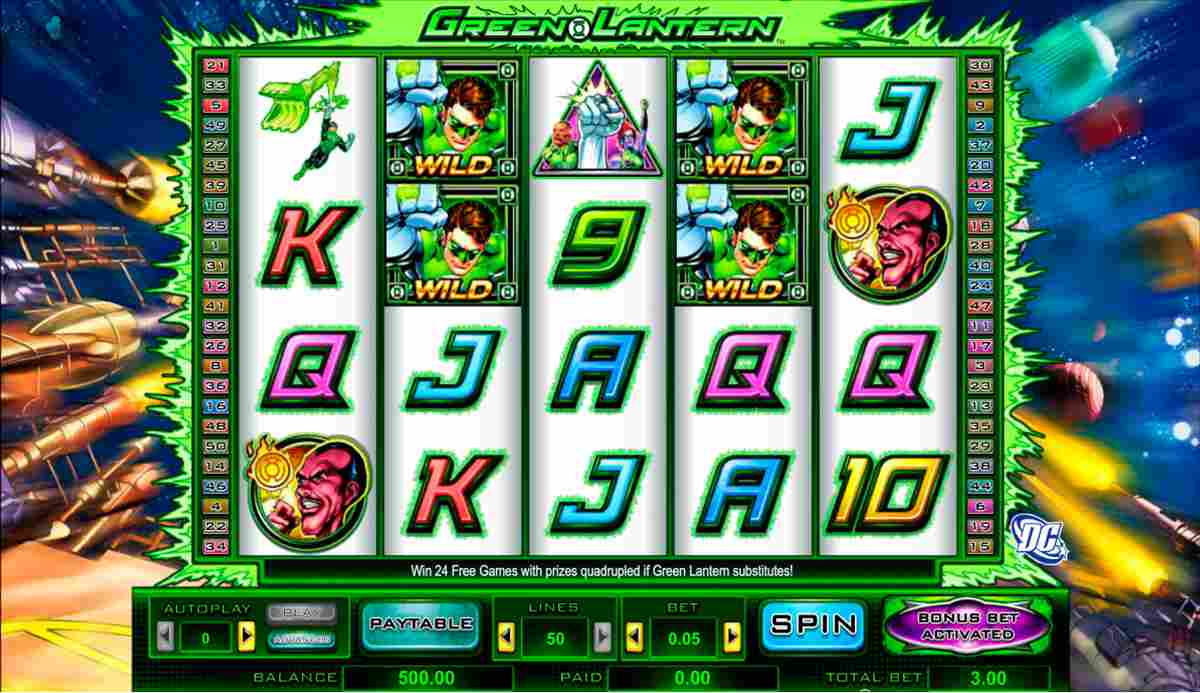 GREEN LANTERN™
21
33
5
49
27
45
39
10
25
1
31
12
41
32
26
8
36
16
48
50
14
46
4
22
34
WILD
WILD
J
K
WILD
9
WILD
Q
J
A
Q
Q
K
J
A
10
30
43
9
2
37
20
42
7
18
28
40
24
47
11
17
3
23
13
35
29
38
44
6
19
15
DC
Win 24 Free Games with prizes quadrupled if Green Lantern substitutes!
AUTOPLAY
0
PLAY
ADVANCED
PAYTABLE
LINES
50
BET
0.05
SPIN
BONUS BET
ACTIVATED
BALANCE 500.00 PAID 0.00 TOTAL BET 3.00